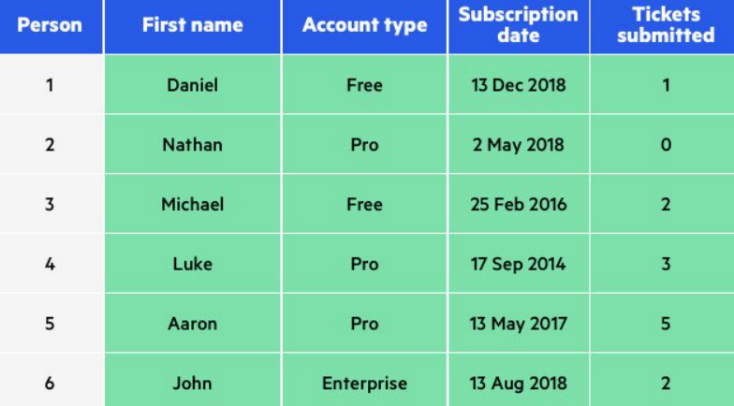 Person First name Account type Subscription date Tickets submitted
1 Daniel Free 13 Dec 2018 1
2 Nathan Pro 2 May 2018 0
3 Michael Free 25 Feb 2016 2
4 Luke Pro 17 Sep 2014 3
5 Aaron Pro 13 May 2017 5
6 John Enterprise 13 Aug 2018 2